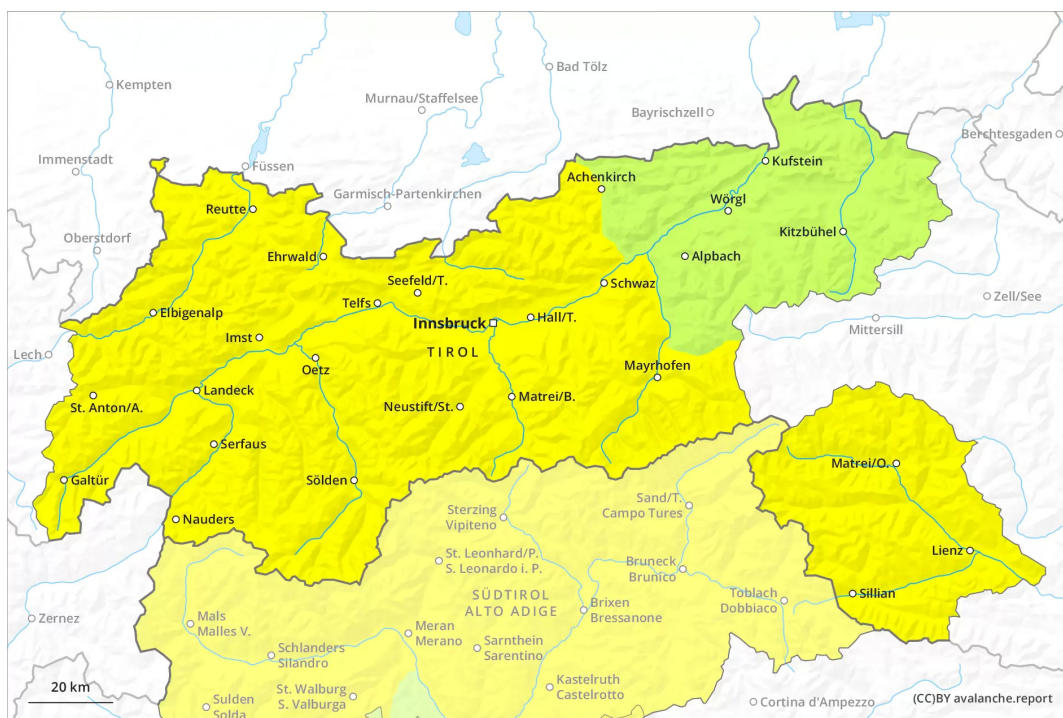 Kempten
Bad Tölz
Murnau/Staffelsee
Bayrischzell
Berchtesgaden
Immenstadt
Füssen
Kufstein
Achenkirch
Garmisch-Partenkirchen
Wörgl
Reutte
Kitzbühel
Oberstdorf
Ehrwald
Alpbach
Seefeld/T.
Schwaz
Zell/See
Telfs
Elbigenalp
Innsbruck
Hall/T.
Mittersill
Imst
Lech
TIROL
Oetz
Mayrhofen
Landeck
St. Anton/A.
Neustift/St.
Matrei/B.
Serfaus
Matrei/O.
Galtür
Sölden
Sterzing
Vipiteno
Sand/T.
Campo Tures
Nauders
Lienz
St. Leonhard/P.
S. Leonardo i. P.
Bruneck
Brunico
SÜDTIROL
ALTO ADIGE
Sillian
Toblach
Dobbiaco
Brixen
Bressanone
Zernez
Mals
Malles V.
Meran
Merano
Sarnthein
Sarentino
Schlanders
Silandro
Kastelruth
Castelrotto
20 km
St. Walburg
S. Valburga
Sulden
Solda
Cortina d'Ampezzo
(CC)BY avalanche.report